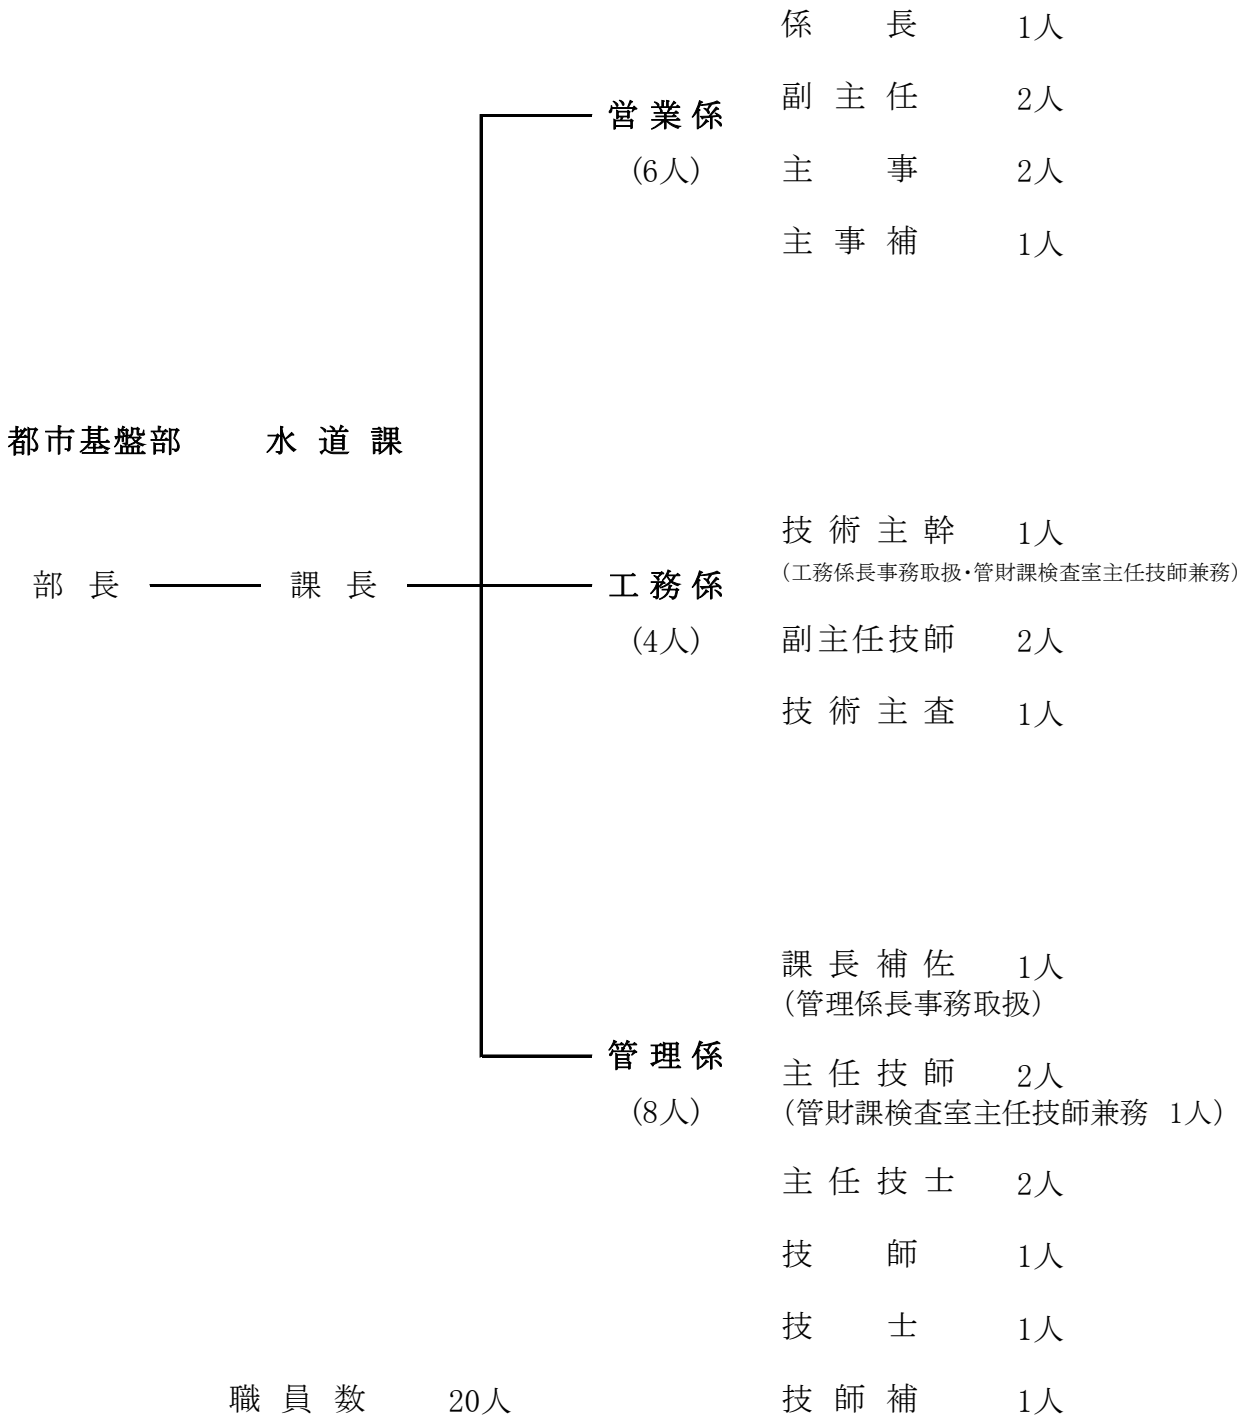 係長 1人
副主任 2人
営業係
(6人)
主事 2人
主事補 1人
都市基盤部 水道課
部長 課長
技術主幹 1人
(工務係長事務取扱・管財課検査室主任技師兼務)
工務係
(4人)
副主任技師 2人
技術主査 1人
課長補佐 1人
(管理係長事務取扱)
管理係
(8人)
主任技師 2人
(管財課検査室主任技師兼務 1人)
主任技士 2人
技師 1人
技士 1人
技師補 1人
職員数 20人